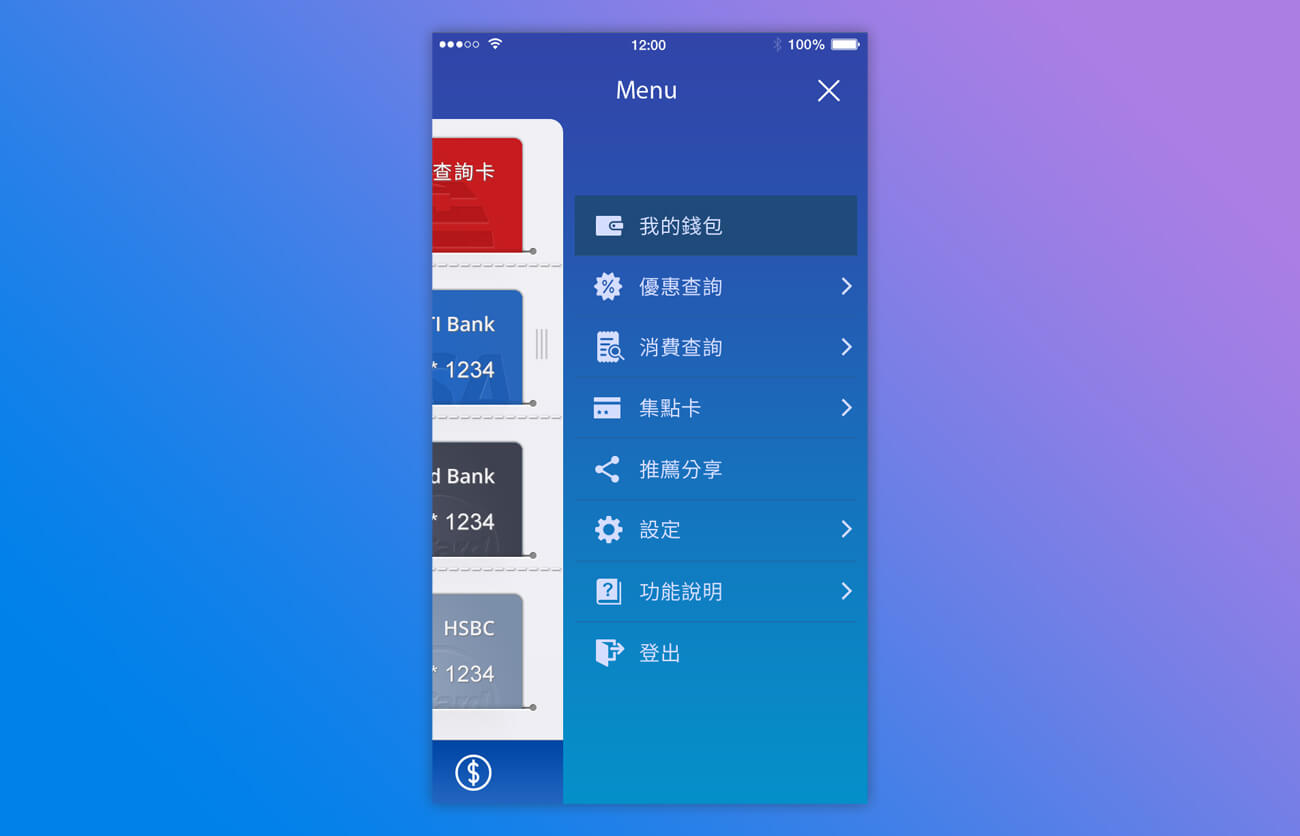 12:00
100%
Menu
查詢卡
TI Bank
* 1234
d Bank
* 1234
HSBC
* 1234
我的錢包
優惠查詢
消費查詢
集點卡
推薦分享
設定
功能說明
登出